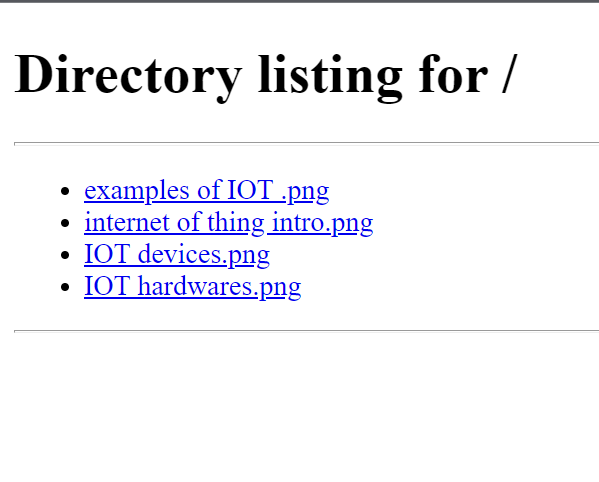 Directory listing for /
examples of IOT .png
internet of thing intro.png
IOT devices.png
IOT hardwares.png